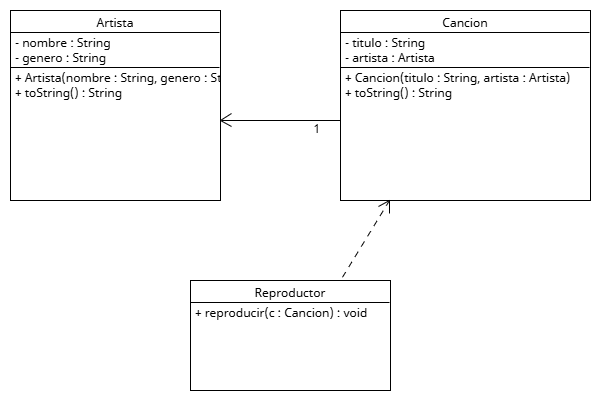 Artista
- nombre : String
- genero : String
+ Artista(nombre : String, genero : St
+ toString() : String
Cancion
- titulo : String
- artista : Artista
+ Cancion(titulo : String, artista : Artista)
+ toString() : String
1
Reproductor
+ reproducir(c : Cancion) : void